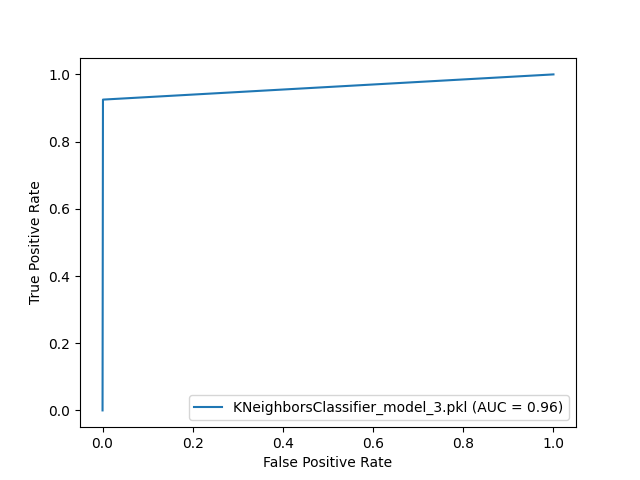 1.0
0.8
0.6
0.4
0.2
0.0
True Positive Rate
KNeighborsClassifier_model_3.pkl (AUC = 0.96)
0.0 0.2 0.4 0.6 0.8 1.0
False Positive Rate